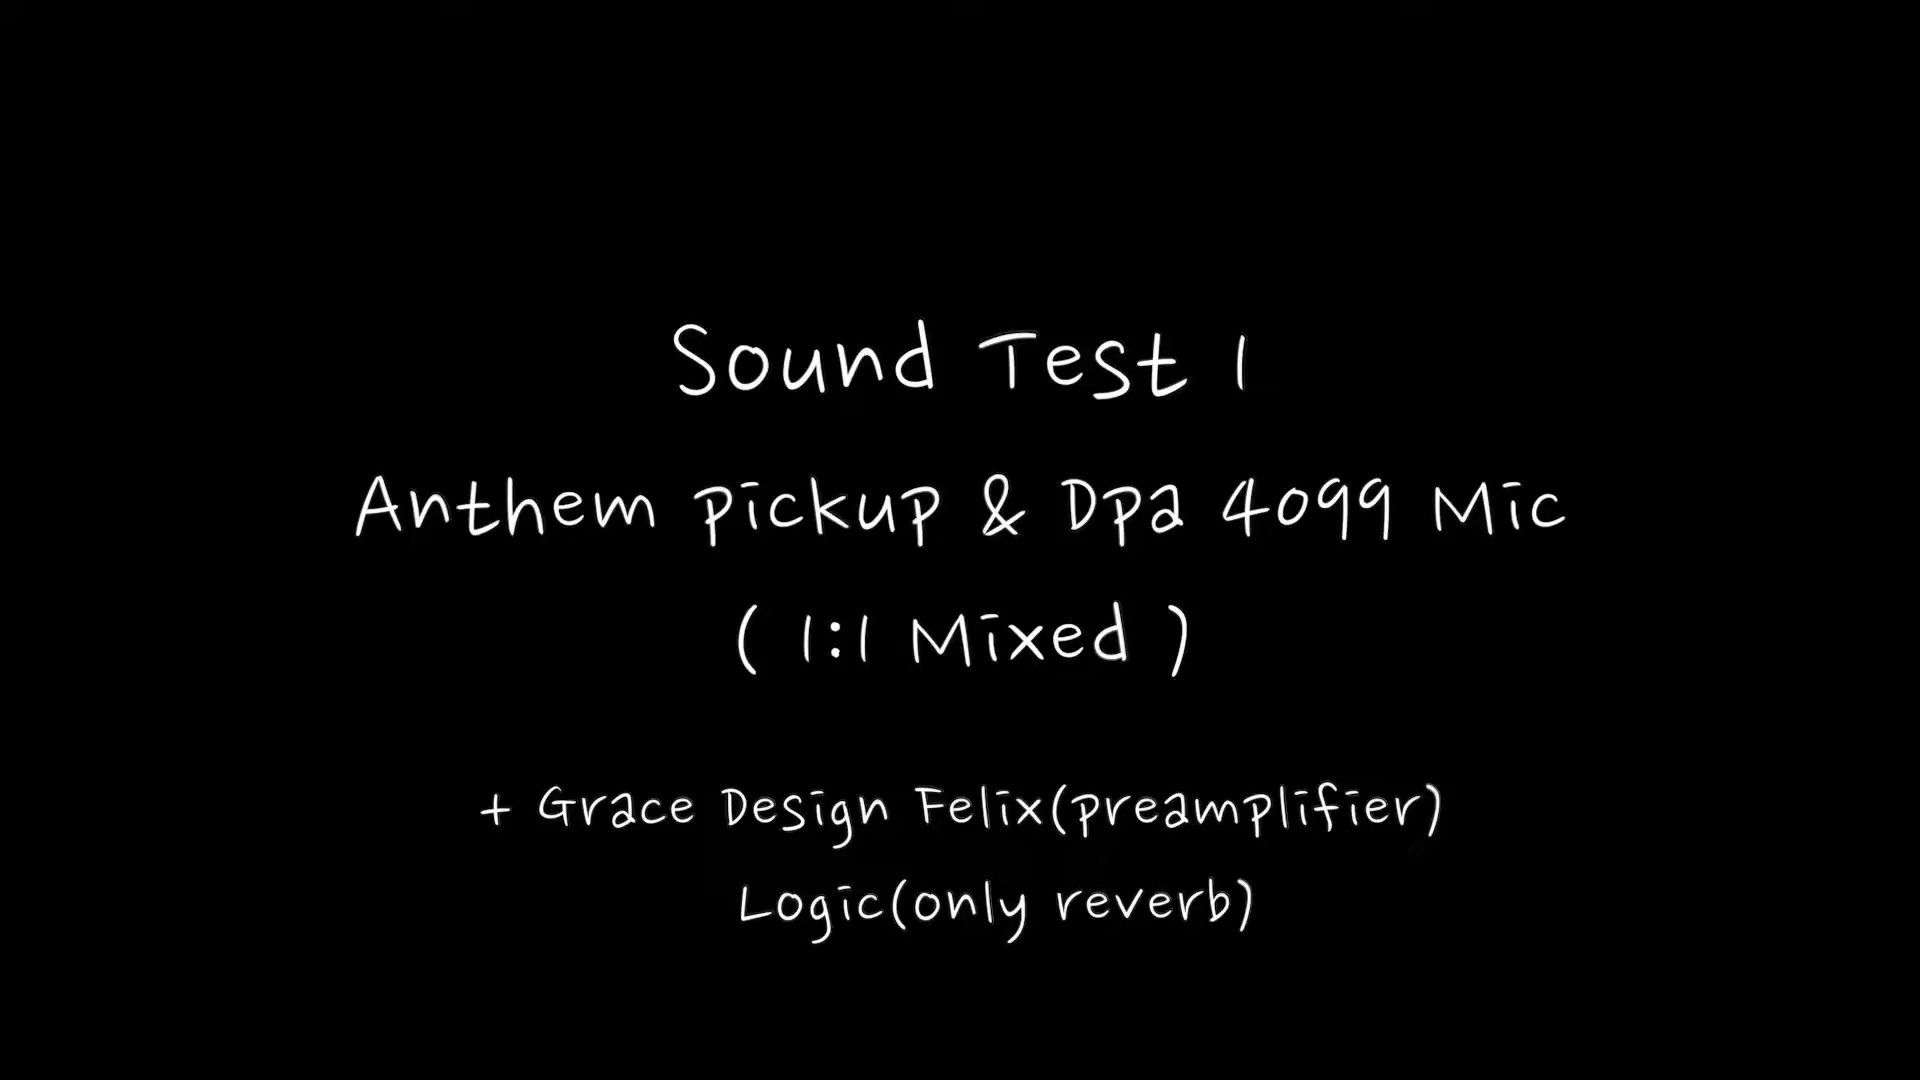 Sound Test 1
Anthem pickup & Dpa 4099 Mic
( 1:1 Mixed )
+ Grace Design Felix(preamplifier)
Logic(only reverb)